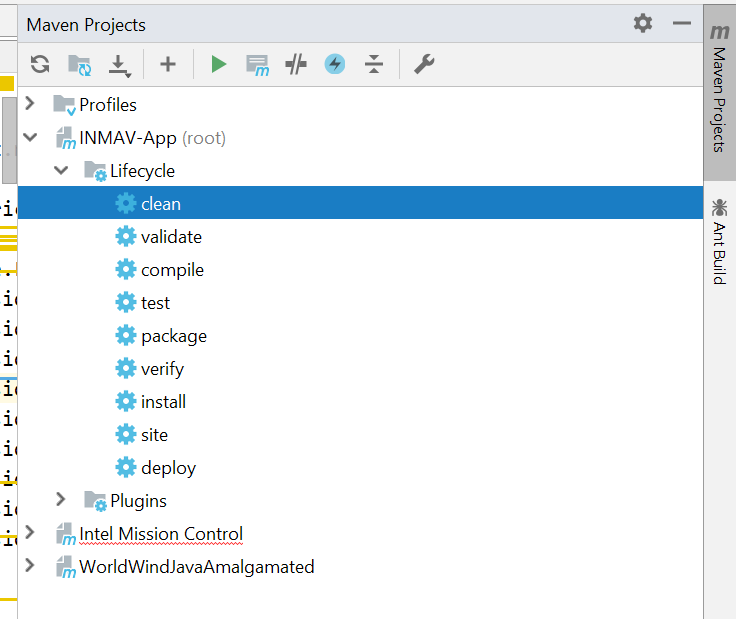 Maven Projects
Profiles
INMAV-App (root)
Lifecycle
clean
validate
compile
test
package
verify
install
site
deploy
Plugins
Intel Mission Control
WorldWindJavaAmalgamated
Maven Projects
Ant Build